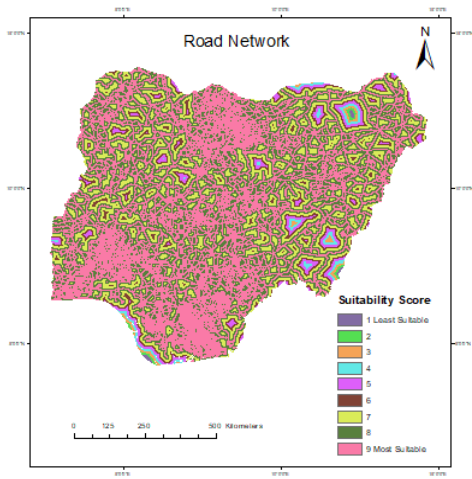 Road Network
N
Suitability Score
1 Least Suitable
2
3
4
5
6
7
8
9 Most Suitable
0 125 250 500 Kilometers